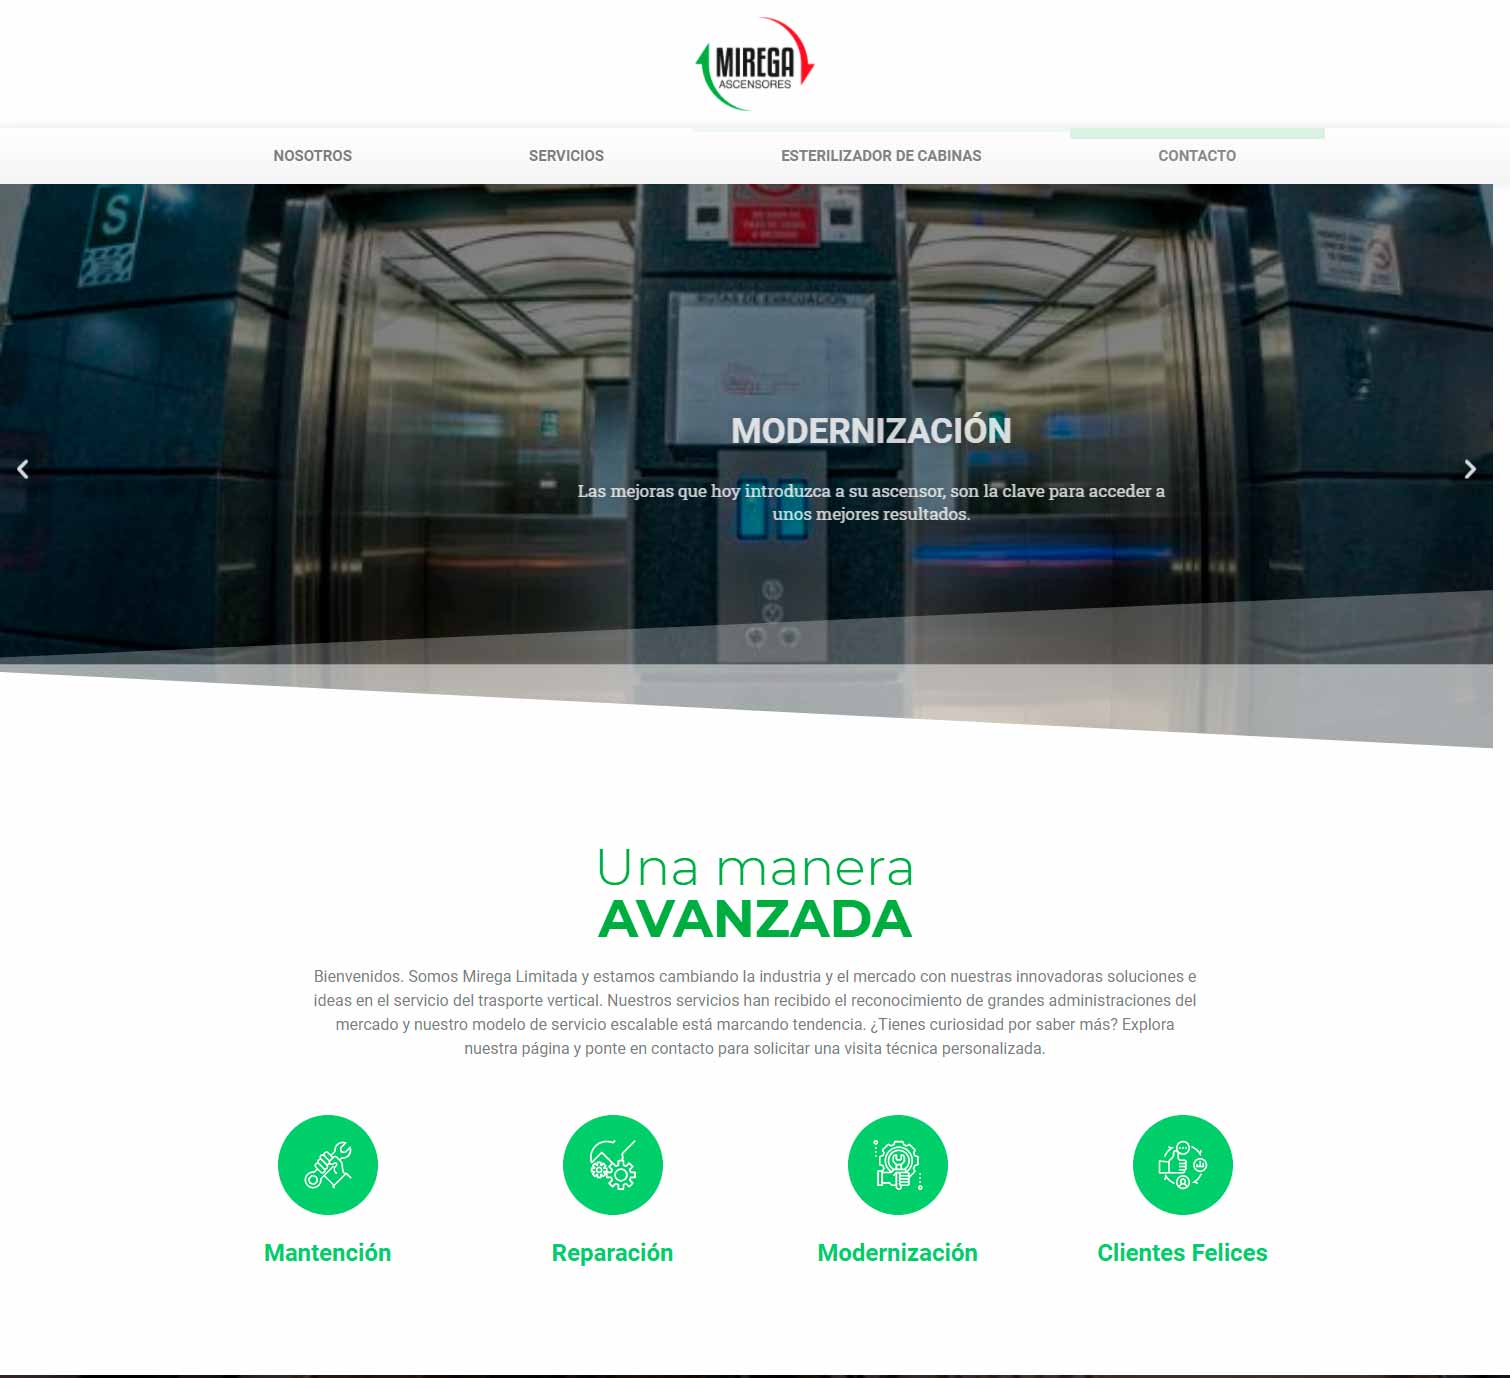 MIREGA
ASCENSORES
NOSOTROS
SERVICIOS
ESTERILIZADOR DE CABINAS
CONTACTO
S
RUTAS DE EVACUACION
MODERNIZACIÓN
Las mejoras que hoy introduzca a su ascensor, son la clave para acceder a
unos mejores resultados.
Una manera
AVANZADA
Bienvenidos. Somos Mirega Limitada y estamos cambiando la industria y el mercado con nuestras innovadoras soluciones e
ideas en el servicio del trasporte vertical. Nuestros servicios han recibido el reconocimiento de grandes administraciones del
mercado y nuestro modelo de servicio escalable está marcando tendencia. ¿Tienes curiosidad por saber más? Explora
nuestra página y ponte en contacto para solicitar una visita técnica personalizada.
Mantención
Reparación
Modernización
Clientes Felices